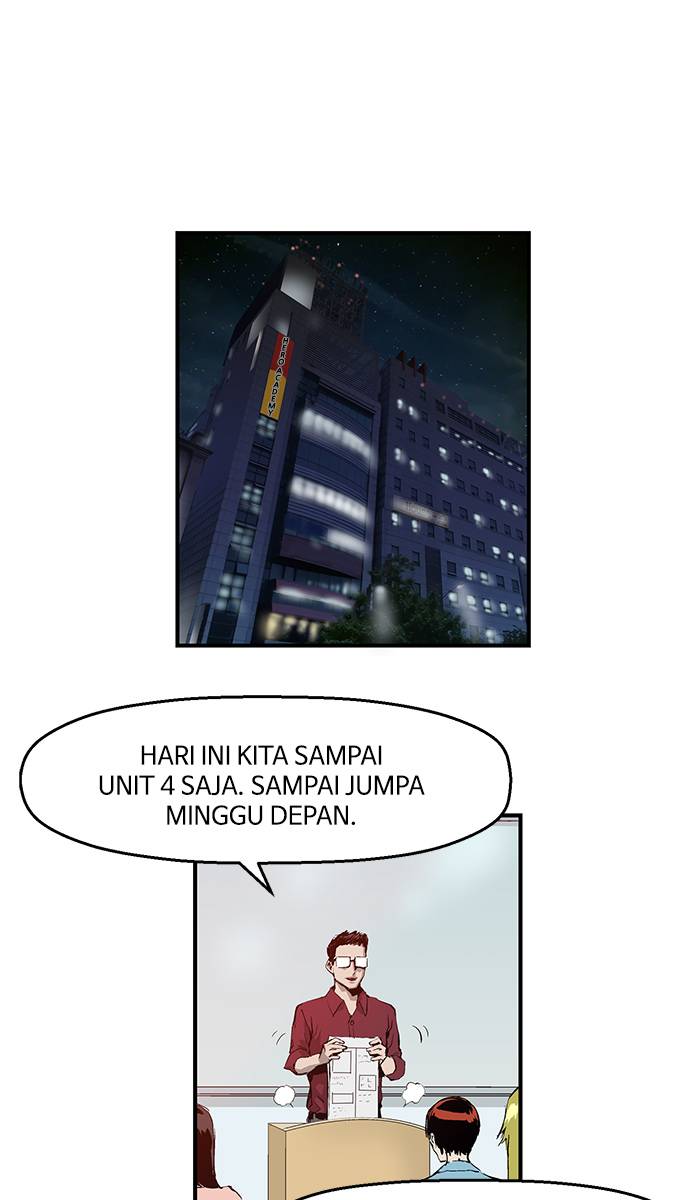 HERO ACADEMY
HARI INI KITA SAMPAI
UNIT 4 SAJA. SAMPAI JUMPA
MINGGU DEPAN.